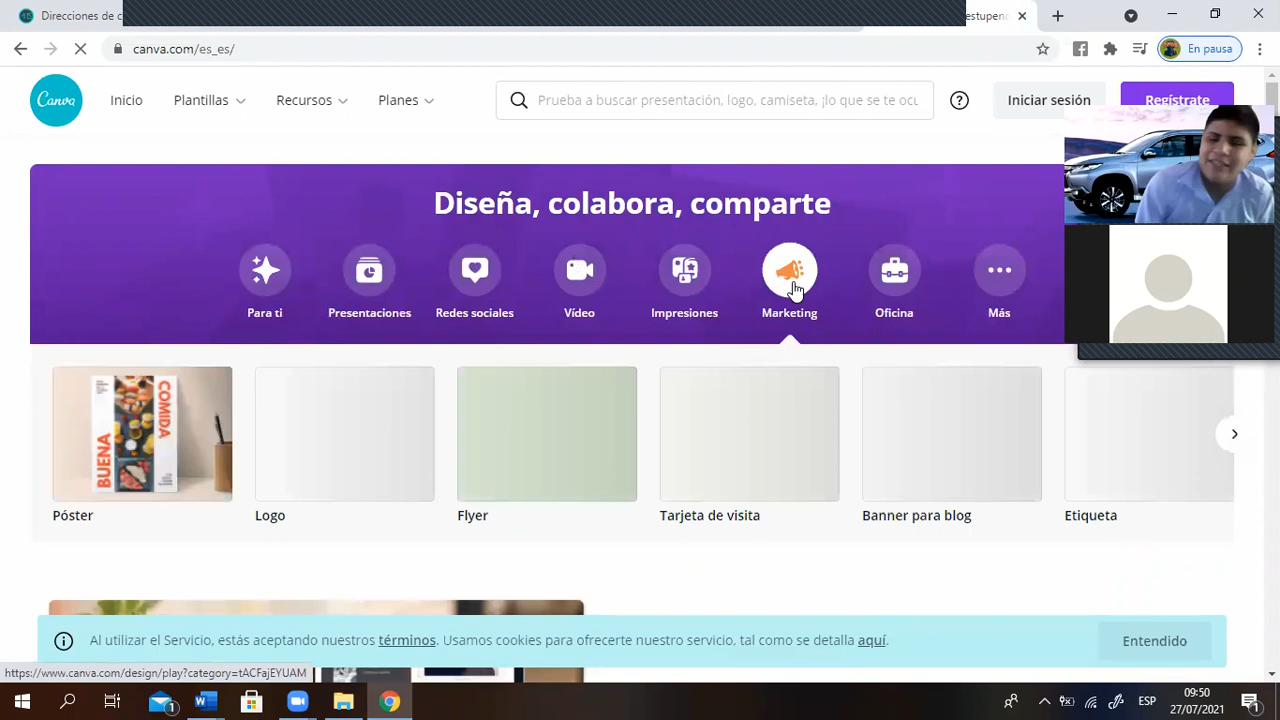 Direcciones de c
estupend
canva.com/es_es/
En pausa
Canva
Inicio
Plantillas
Recursos
Planes
Prueba a buscar presentación, logo, camiseta, ¡lo que se te ocu
Iniciar sesión
Regístrate
Diseña, colabora, comparte
Para ti
Presentaciones
Redes sociales
Vídeo
Impresiones
Marketing
Oficina
Más
BUENA
COMIDA
Póster
Logo
Flyer
Tarjeta de visita
Banner para blog
Etiqueta
Al utilizar el Servicio, estás aceptando nuestros términos. Usamos cookies para ofrecerte nuestro servicio, tal como se detalla aquí.
Entendido
https://www.canva.com/design/play?category=tACFajEYUAM
1
ESP
09:50
27/07/2021
1